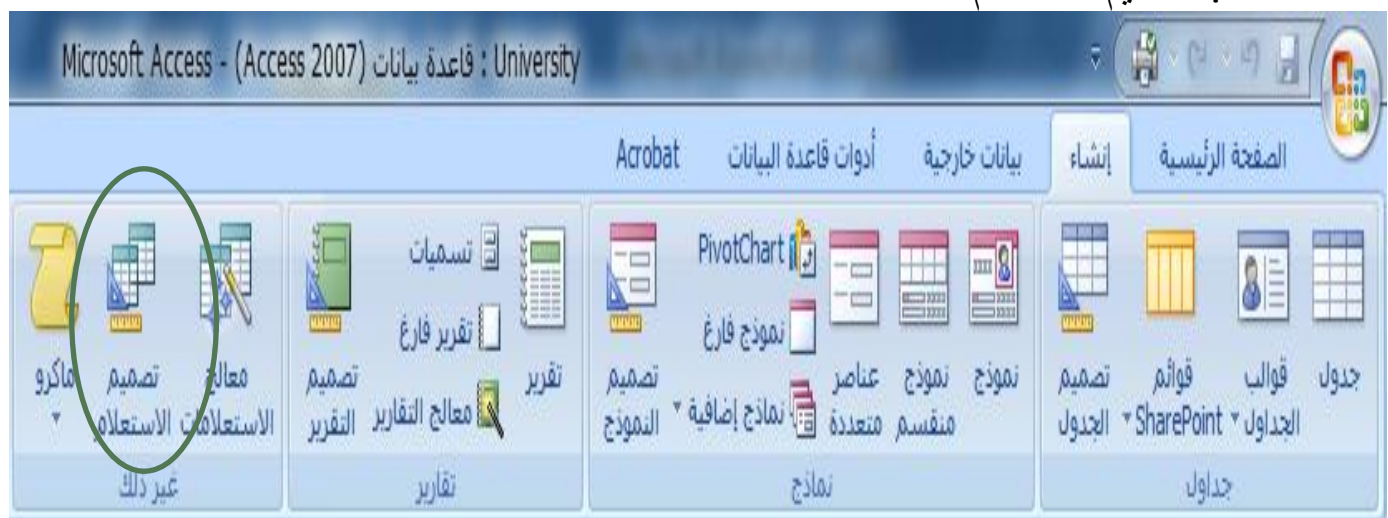 University : قاعدة بيانات (Access 2007) - Microsoft Access
الصفحة الرئيسية
إنشاء
بيانات خارجية
أدوات قاعدة البيانات
Acrobat
جدول
قوالب
الجداول
قوائم
SharePoint
تصميم
الجدول
جداول
نموذج
نموذج
منقسم
عناصر
متعددة
PivotChart
نموذج فارغ
نماذج إضافية
تصميم
النموذج
نماذج
تقرير
تسميات
تقرير فارغ
معالج التقارير
تصميم
التقرير
تقارير
معالج
الاستعلامات
تصميم
الاستعلام
ماكرو
غير ذلك